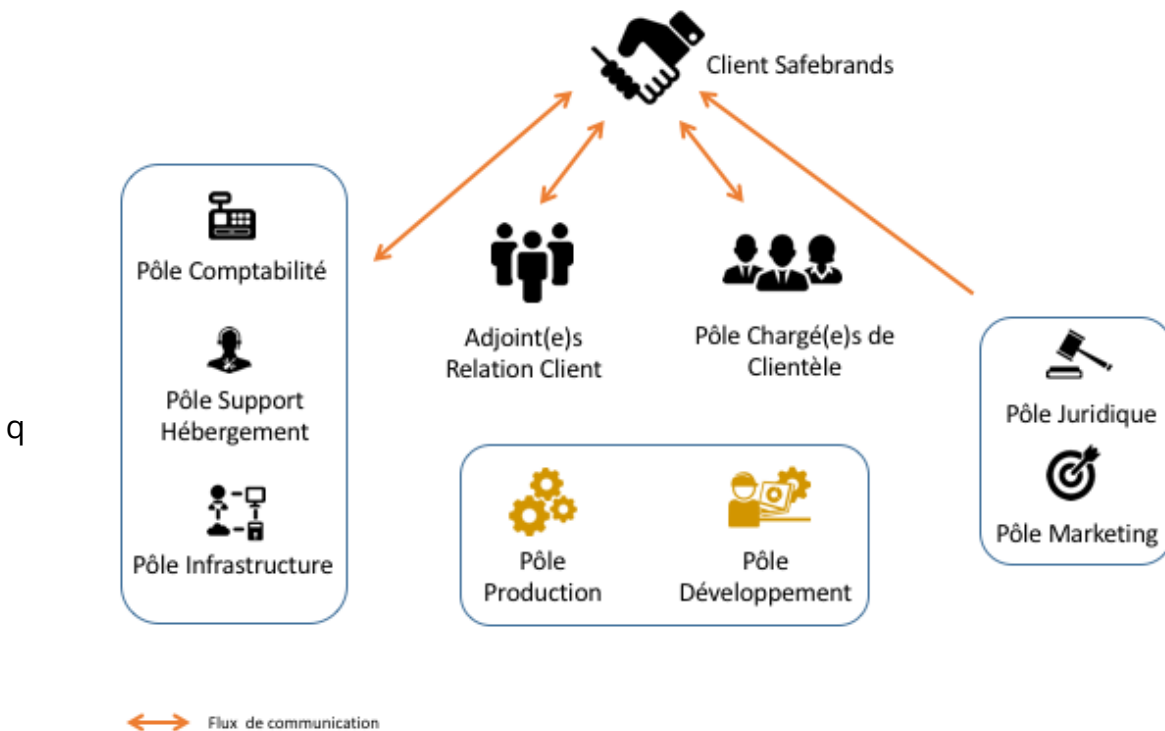 Client Safebrands
Pôle Comptabilité
Pôle Support
Hébergement
Pôle Infrastructure
Adjoint(e)s
Relation Client
Pôle Chargé(e)s de
Clientèle
Pôle Juridique
Pôle Marketing
q
Pôle
Production
Pôle
Développement
Flux de communication